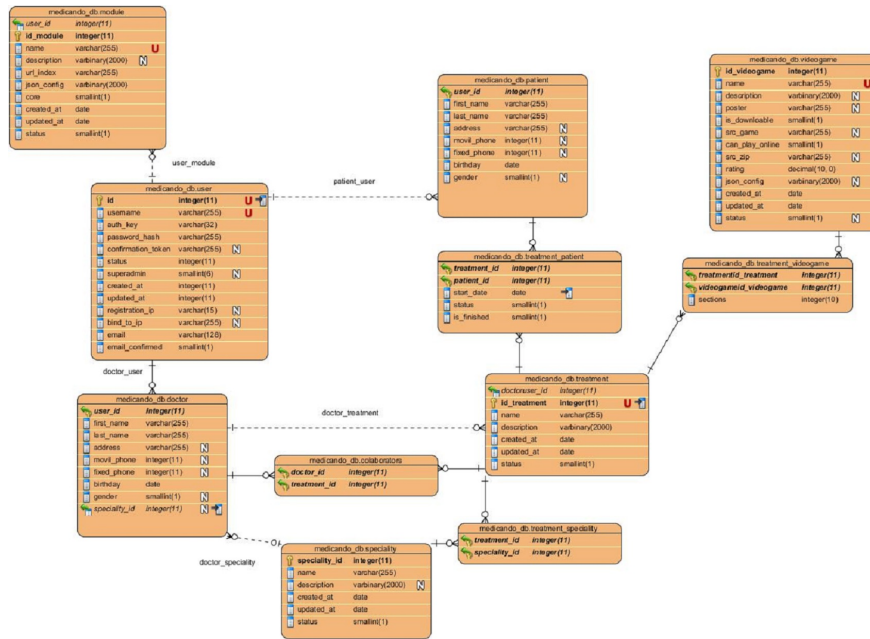 medicando_db.module
user_id integer(11)
id_module integer(11)
name varchar(255) U
description varbinary(2000) N
url_index varchar(255)
json_config varbinary(2000)
core smallint(1)
created_at date
updated_at date
status smallint(1)
user_module
medicando_db.user
id integer(11) U
username varchar(255) U
auth_key varchar(32)
password_hash varchar(255)
confirmation_token varchar(255) N
status integer(11)
superadmin smallint(6) N
created_at integer(11)
updated_at integer(11)
registration_ip varchar(15) N
bind_to_ip varchar(255) N
email varchar(128)
email_confirmed smallint(1)
patient_user
medicando_db.patient
user_id integer(11)
first_name varchar(255)
last_name varchar(255)
address varchar(255) N
movil_phone integer(11) N
fixed_phone integer(11) N
birthday date
gender smallint(1) N
medicando_db.videogame
id_videogame integer(11)
name varchar(255) U
description varbinary(2000) N
poster varchar(255) N
is_downloable smallint(1)
src_game varchar(255) N
can_play_online smallint(1)
src_zip varchar(255) N
rating decimal(10, 0)
json_config varbinary(2000) N
created_at date
updated_at date
status smallint(1) N
medicando_db.treatment_patient
treatment_id integer(11)
patient_id integer(11)
start_date date
status smallint(1)
is_finished smallint(1)
medicando_db.treatment_videogame
treatmentid_treatment integer(11)
videogameid_videogame integer(11)
sections integer(10)
doctor_user
medicando_db.doctor
user_id integer(11)
first_name varchar(255)
last_name varchar(255)
address varchar(255) N
movil_phone integer(11) N
fixed_phone integer(11) N
birthday date
gender smallint(1) N
speciality_id integer(11) N
doctor_treatment
medicando_db.treatment
doctoruser_id integer(11)
id_treatment integer(11) U
name varchar(255)
description varbinary(2000)
created_at date
updated_at date
status smallint(1)
medicando_db.colaborators
doctor_id integer(11)
treatment_id integer(11)
medicando_db.treatment_speciality
treatment_id integer(11)
speciality_id integer(11)
doctor_speciality
medicando_db.speciality
speciality_id integer(11)
name varchar(255)
description varbinary(2000) N
created_at date
updated_at date
status smallint(1)